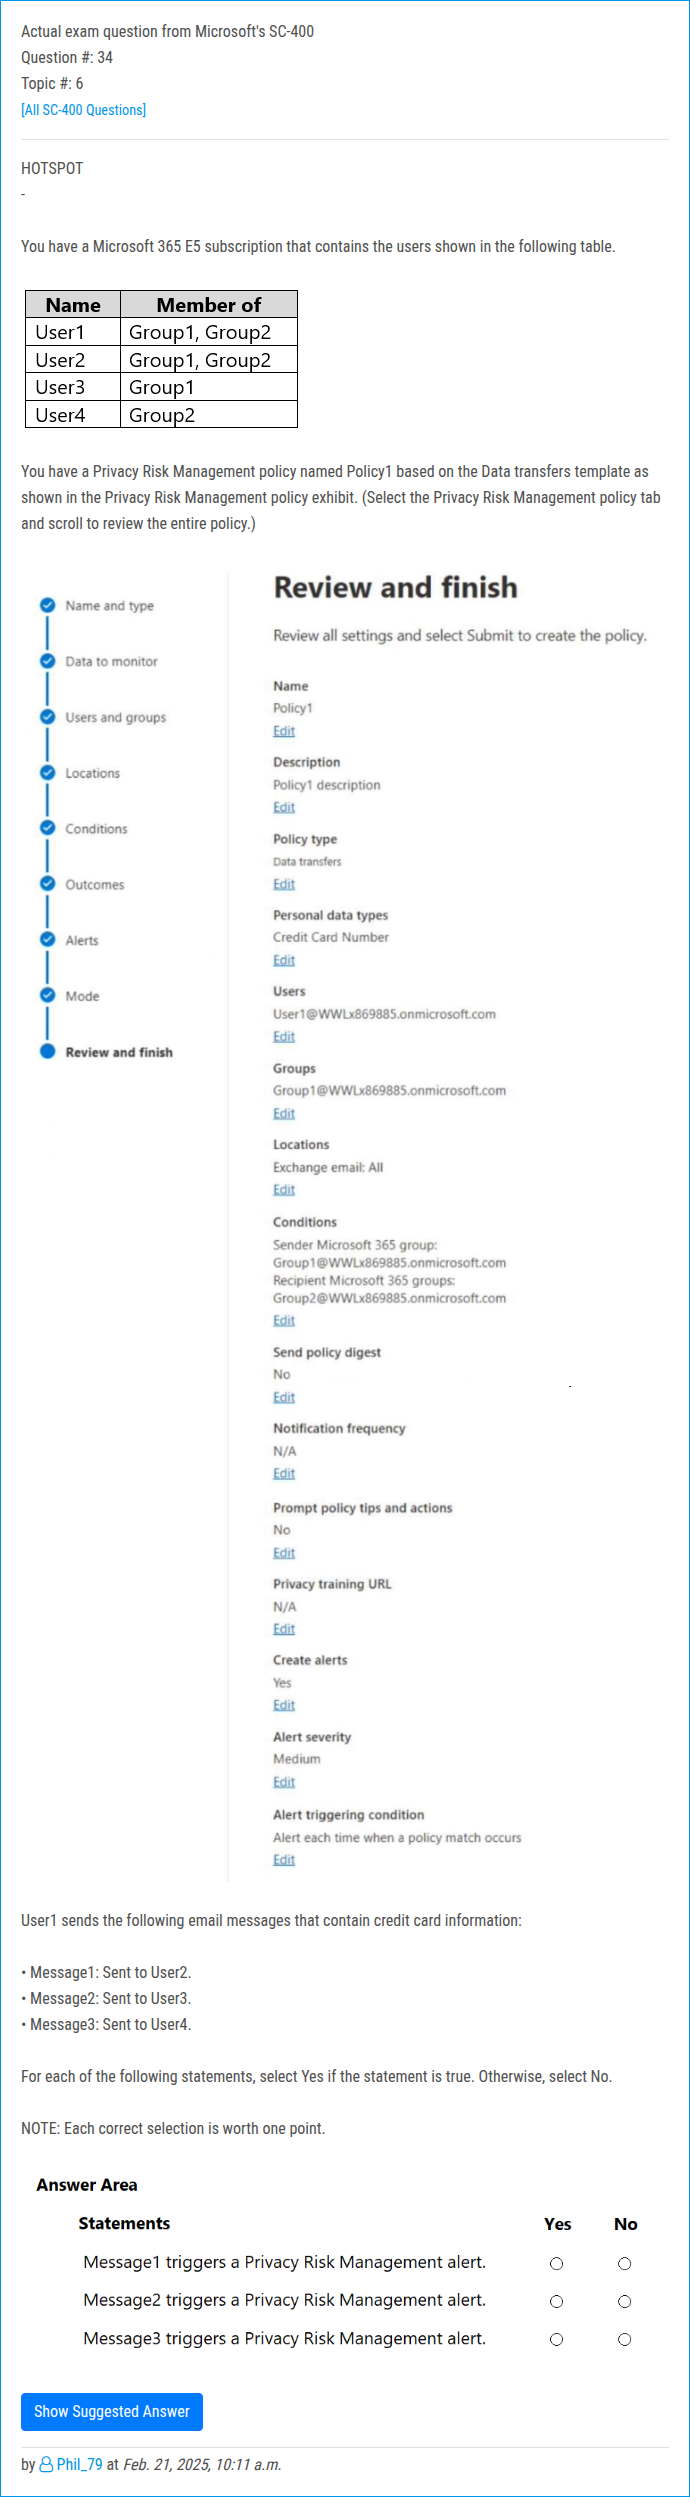 Actual exam question from Microsoft's SC-400
Question #: 34
Topic #: 6
[All SC-400 Questions]
HOTSPOT
-
You have a Microsoft 365 E5 subscription that contains the users shown in the following table.
Name Member of
User1 Group1, Group2
User2 Group1, Group2
User3 Group1
User4 Group2
You have a Privacy Risk Management policy named Policy1 based on the Data transfers template as
shown in the Privacy Risk Management policy exhibit. (Select the Privacy Risk Management policy tab
and scroll to review the entire policy.)
Name and type
Data to monitor
Users and groups
Locations
Conditions
Outcomes
Alerts
Mode
Review and finish
Review and finish
Review all settings and select Submit to create the policy.
Name
Policy1
Edit
Description
Policy1 description
Edit
Policy type
Data transfers
Edit
Personal data types
Credit Card Number
Edit
Users
User1@WWLx869885.onmicrosoft.com
Edit
Groups
Group1@WWLx869885.onmicrosoft.com
Edit
Locations
Exchange email: All
Edit
Conditions
Sender Microsoft 365 group:
Group1@WWLx869885.onmicrosoft.com
Recipient Microsoft 365 groups:
Group2@WWLx869885.onmicrosoft.com
Edit
Send policy digest
No
Edit
Notification frequency
N/A
Edit
Prompt policy tips and actions
No
Edit
Privacy training URL
N/A
Edit
Create alerts
Yes
Edit
Alert severity
Medium
Edit
Alert triggering condition
Alert each time when a policy match occurs
Edit
User1 sends the following email messages that contain credit card information:
• Message1: Sent to User2.
• Message2: Sent to User3.
• Message3: Sent to User4.
For each of the following statements, select Yes if the statement is true. Otherwise, select No.
NOTE: Each correct selection is worth one point.
Answer Area
Statements Yes No
Message1 triggers a Privacy Risk Management alert.
Message2 triggers a Privacy Risk Management alert.
Message3 triggers a Privacy Risk Management alert.
Show Suggested Answer
by Phil_79 at Feb. 21, 2025, 10:11 a.m.